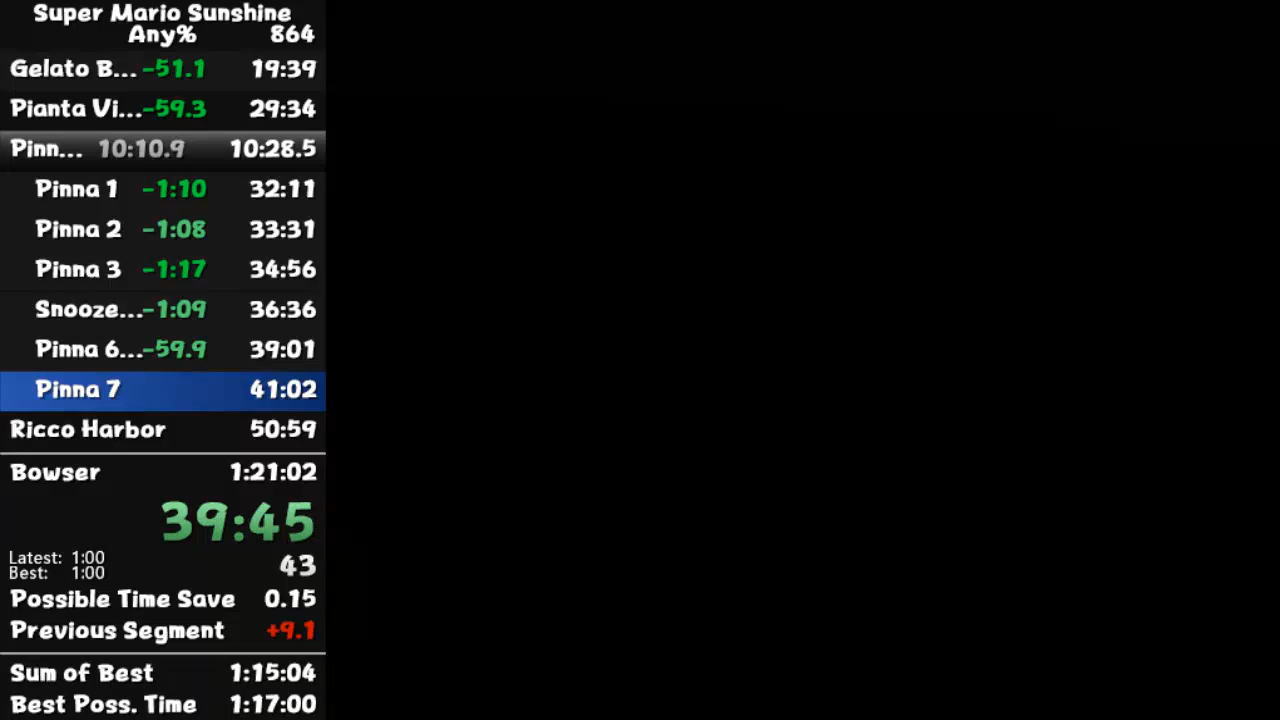 Super Mario Sunshine
Any% 864
Gelato B... -51.1 19:39
Pianta Vi... -59.3 29:34
Pinn... 10:10.9 10:28.5
Pinna 1 -1:10 32:11
Pinna 2 -1:08 33:31
Pinna 3 -1:17 34:56
Snooze... -1:09 36:36
Pinna 6... -59.9 39:01
Pinna 7 41:02
Ricco Harbor 50:59
Bowser 1:21:02
39:45
Latest: 1:00
Best: 1:00
43
Possible Time Save 0.15
Previous Segment +9.1
Sum of Best 1:15:04
Best Poss. Time 1:17:00